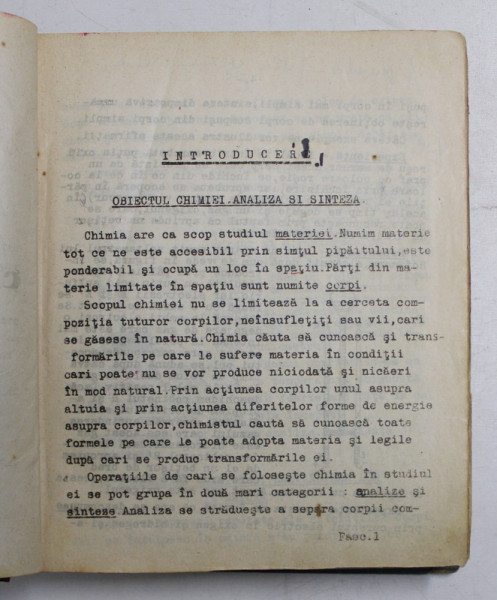 INTRODUCERE.
OBIECTUL CHIMIEI.ANALIZA SI SINTEZA.
Chimia are ca scop studiul materiei.Numim materie
tot ce ne este accesibil prin simţul pipăitului,este
ponderabil şi ocupă un loc în spaţiu.Părţi din ma-
terie limitate în spaţiu sunt numite corpi.
Scopul chimiei nu se limitează la a cerceta com-
poziţia tuturor corpilor,neînsufleţiţi sau vii,cari
se găsesc în natură.Chimia căuta să cunoască şi trans-
formările pe care le sufere materia în condiţii
cari poate nu se vor produce niciodată şi nicăeri
în mod natural.Prin acţiunea corpilor unul asupra
altuia şi prin acţiunea diferitelor forme de energie
asupra corpilor,chimistul caută să cunoască toate
formele pe care le poate adopta materia şi legile
după cari se produc transformările ei.
Operaţiile de cari se foloseşte chimia în studiul
ei se pot grupa în două mari categorii : analize şi
sinteze.Analiza se strădueşte a separa corpii com-
Fasc.1